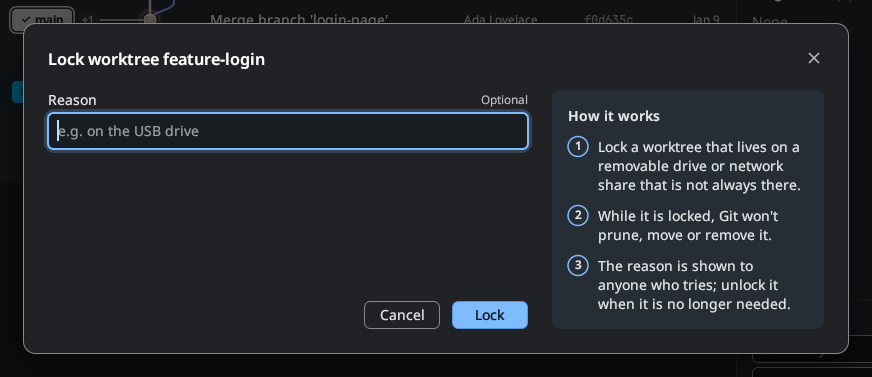 main +1 Merge branch 'login-page' Ada Lovelace f0d635c Jan 9
None
Lock worktree feature-login
Reason Optional
e.g. on the USB drive
How it works
1 Lock a worktree that lives on a
removable drive or network
share that is not always there.
2 While it is locked, Git won't
prune, move or remove it.
3 The reason is shown to
anyone who tries; unlock it
when it is no longer needed.
Cancel Lock